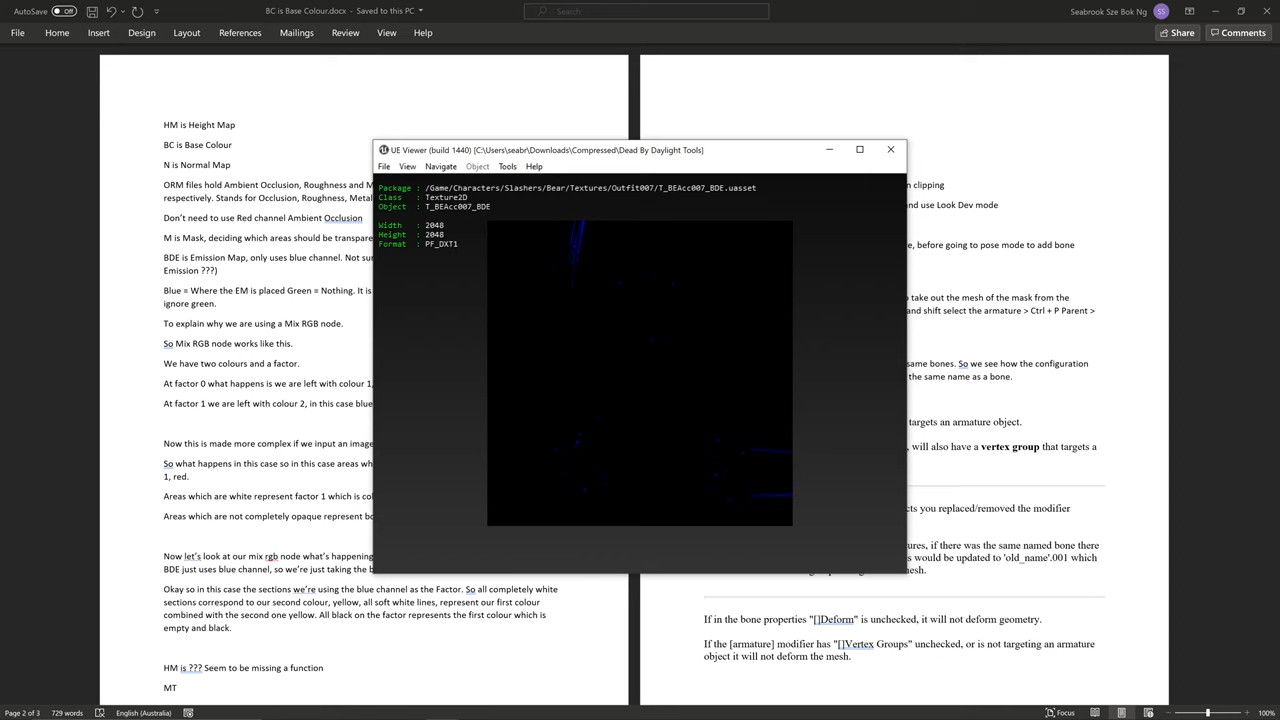 AutoSave Off
BC is Base Colour.docx - Saved to this PC
Search
Seabrook Sze Bok Ng SS
File Home Insert Design Layout References Mailings Review View Help
Share Comments
HM is Height Map
BC is Base Colour
N is Normal Map
ORM files hold Ambient Occlusion, Roughness and M
respectively. Stands for Occlusion, Roughness, Metal
Don't need to use Red channel Ambient Occlusion
M is Mask, deciding which areas should be transpare
BDE is Emission Map, only uses blue channel. Not sur
Emission ???)
Blue = Where the EM is placed Green = Nothing. It is
ignore green.
To explain why we are using a Mix RGB node.
So Mix RGB node works like this.
We have two colours and a factor.
At factor 0 what happens is we are left with colour 1,
At factor 1 we are left with colour 2, in this case blue
Now this is made more complex if we input an image
So what happens in this case so in this case areas wh
1, red.
Areas which are white represent factor 1 which is col
Areas which are not completely opaque represent bo
Now let's look at our mix rgb node what's happening
BDE just uses blue channel, so we're just taking the b
Okay so in this case the sections we're using the blue channel as the Factor. So all completely white
sections correspond to our second colour, yellow, all soft white lines, represent our first colour
combined with the second one yellow. All black on the factor represents the first colour which is
empty and black.
HM is ??? Seem to be missing a function
MT
UE Viewer (build 1440) [C:\Users\seabr\Downloads\Compressed\Dead By Daylight Tools]
File View Navigate Object Tools Help
Package : /Game/Characters/Slashers/Bear/Textures/Outfit007/T_BEAcc007_BDE.uasset
Class : Texture2D
Object : T_BEAcc007_BDE
Width : 2048
Height : 2048
Format : PF_DXT1
n clipping
and use Look Dev mode
e, before going to pose mode to add bone
o take out the mesh of the mask from the
and shift select the armature > Ctrl + P Parent >
same bones. So we see how the configuration
the same name as a bone.
targets an armature object.
, will also have a vertex group that targets a
cts you replaced/removed the modifier
tures, if there was the same named bone there
s would be updated to 'old_name'.001 which
mesh.
If in the bone properties "[]Deform" is unchecked, it will not deform geometry.
If the [armature] modifier has "[]Vertex Groups" unchecked, or is not targeting an armature
object it will not deform the mesh.
Page 2 of 3 729 words English (Australia) Focus 100%